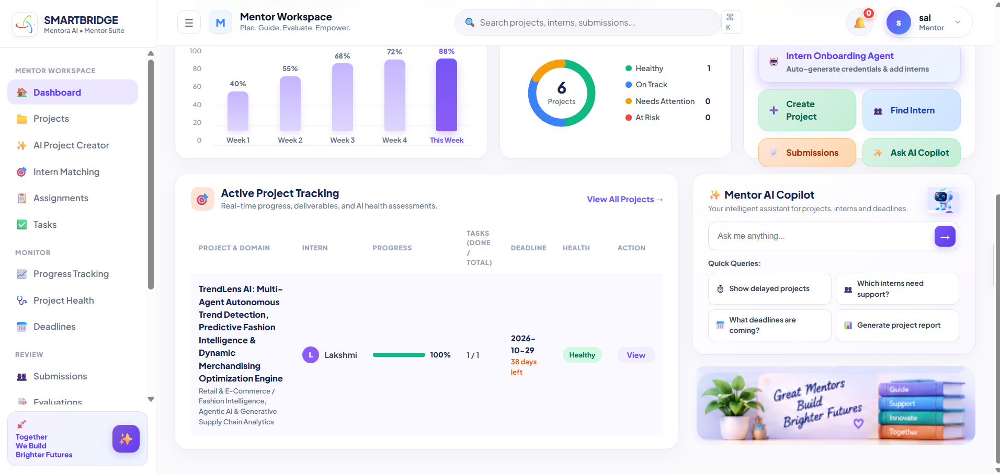 SMARTBRIDGE
Mentora AI • Mentor Suite
MENTOR WORKSPACE
Dashboard
Projects
AI Project Creator
Intern Matching
Assignments
Tasks
MONITOR
Progress Tracking
Project Health
Deadlines
REVIEW
Submissions
Evaluations
Together
We Build
Brighter Futures
☰
M
Mentor Workspace
Plan. Guide. Evaluate. Empower.
Search projects, interns, submissions...
⌘
K
0
s
sai
Mentor
100
80
60
40
20
0
40%
55%
68%
72%
88%
Week 1
Week 2
Week 3
Week 4
This Week
6
Projects
Healthy 1
On Track
Needs Attention 0
At Risk 0
Intern Onboarding Agent
Auto-generate credentials & add interns
Create
Project
Find Intern
Submissions
Ask AI Copilot
Active Project Tracking
Real-time progress, deliverables, and AI health assessments.
View All Projects →
PROJECT & DOMAIN
INTERN
PROGRESS
TASKS
(DONE
/
TOTAL)
DEADLINE
HEALTH
ACTION
TrendLens AI: Multi-
Agent Autonomous
Trend Detection,
Predictive Fashion
Intelligence &
Dynamic
Merchandising
Optimization Engine
Retail & E-Commerce /
Fashion Intelligence,
Agentic AI & Generative
Supply Chain Analytics
L
Lakshmi
100%
1 / 1
2026-
10-29
38 days
left
Healthy
View
Mentor AI Copilot
Your intelligent assistant for projects, interns and deadlines.
Ask me anything...
→
Quick Queries:
Show delayed projects
Which interns need
support?
What deadlines are
coming?
Generate project report
Great Mentors
Build
Brighter Futures
Guide
Support
Innovate
Together